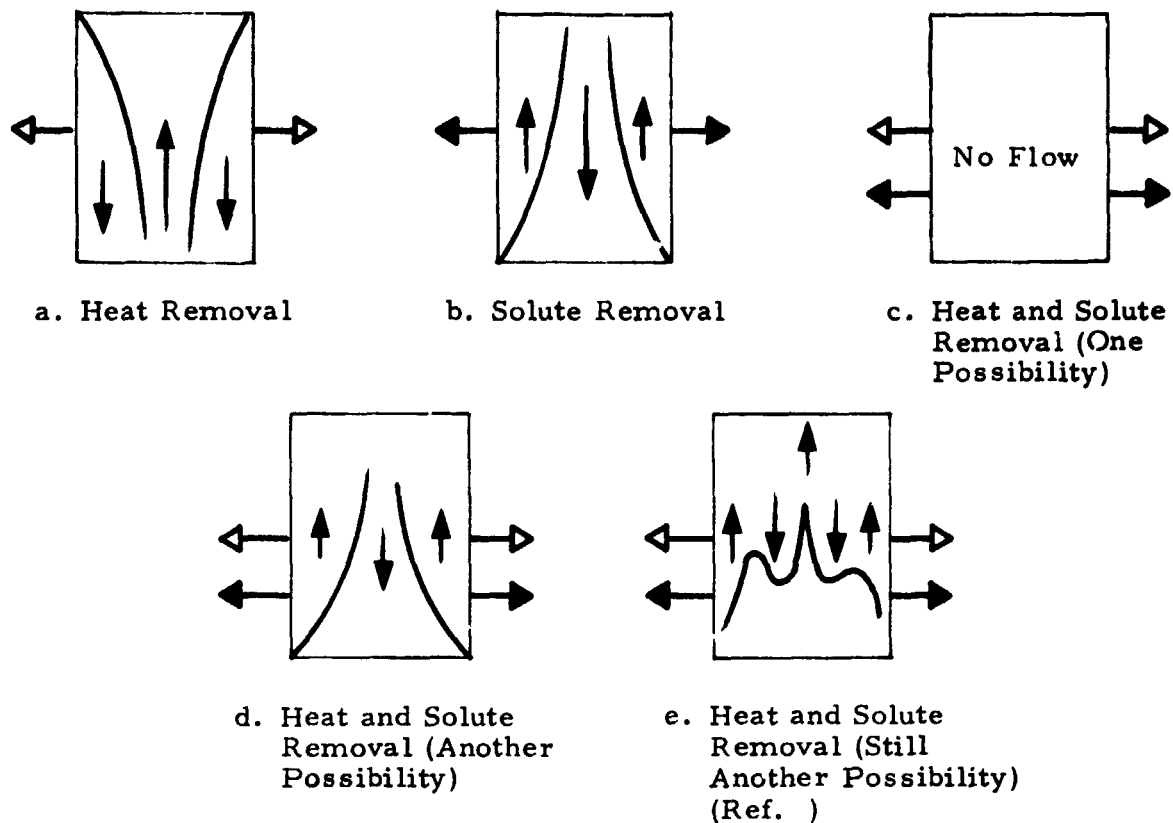 No Flow
a. Heat Removal
b. Solute Removal
c. Heat and Solute
Removal (One
Possibility)
d. Heat and Solute
Removal (Another
Possibility)
e. Heat and Solute
Removal (Still
Another Possibility)
(Ref. )